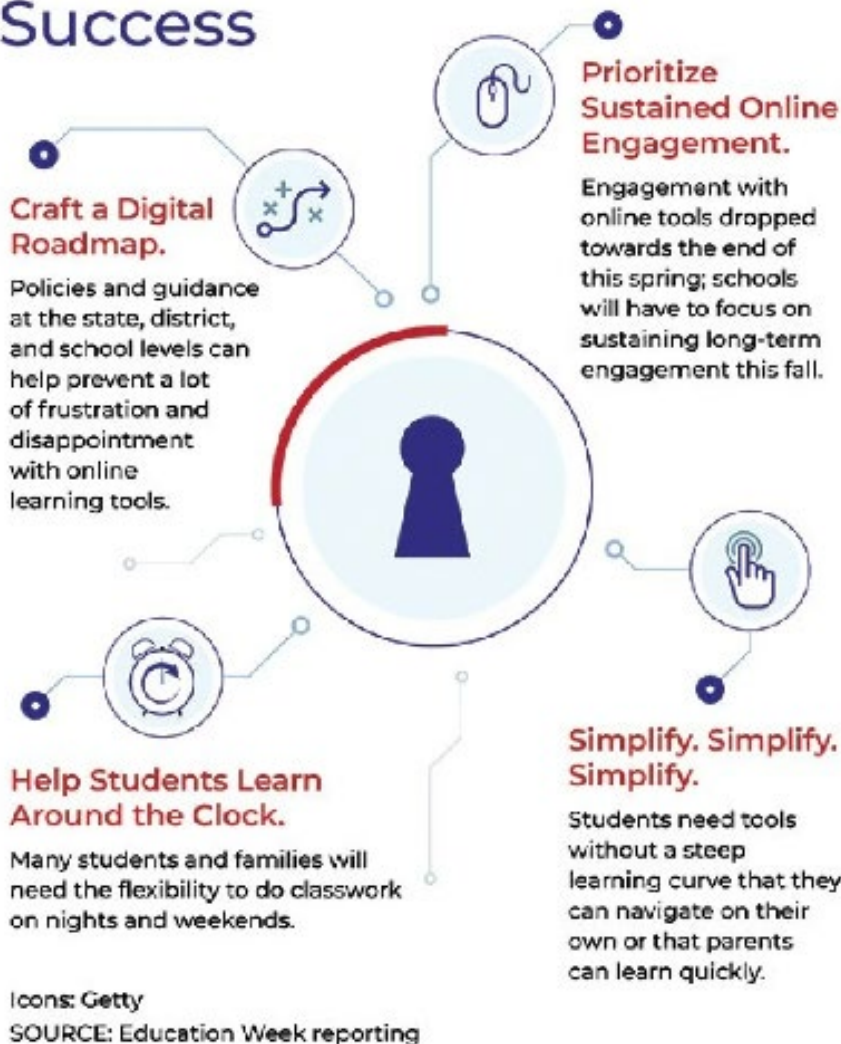 Success
Craft a Digital
Roadmap.
Policies and guidance
at the state, district,
and school levels can
help prevent a lot
of frustration and
disappointment
with online
learning tools.
Prioritize
Sustained Online
Engagement.
Engagement with
online tools dropped
towards the end of
this spring; schools
will have to focus on
sustaining long-term
engagement this fall.
Help Students Learn
Around the Clock.
Many students and families will
need the flexibility to do classwork
on nights and weekends.
Simplify. Simplify.
Simplify.
Students need tools
without a steep
learning curve that they
can navigate on their
own or that parents
can learn quickly.
Icons: Getty
SOURCE: Education Week reporting